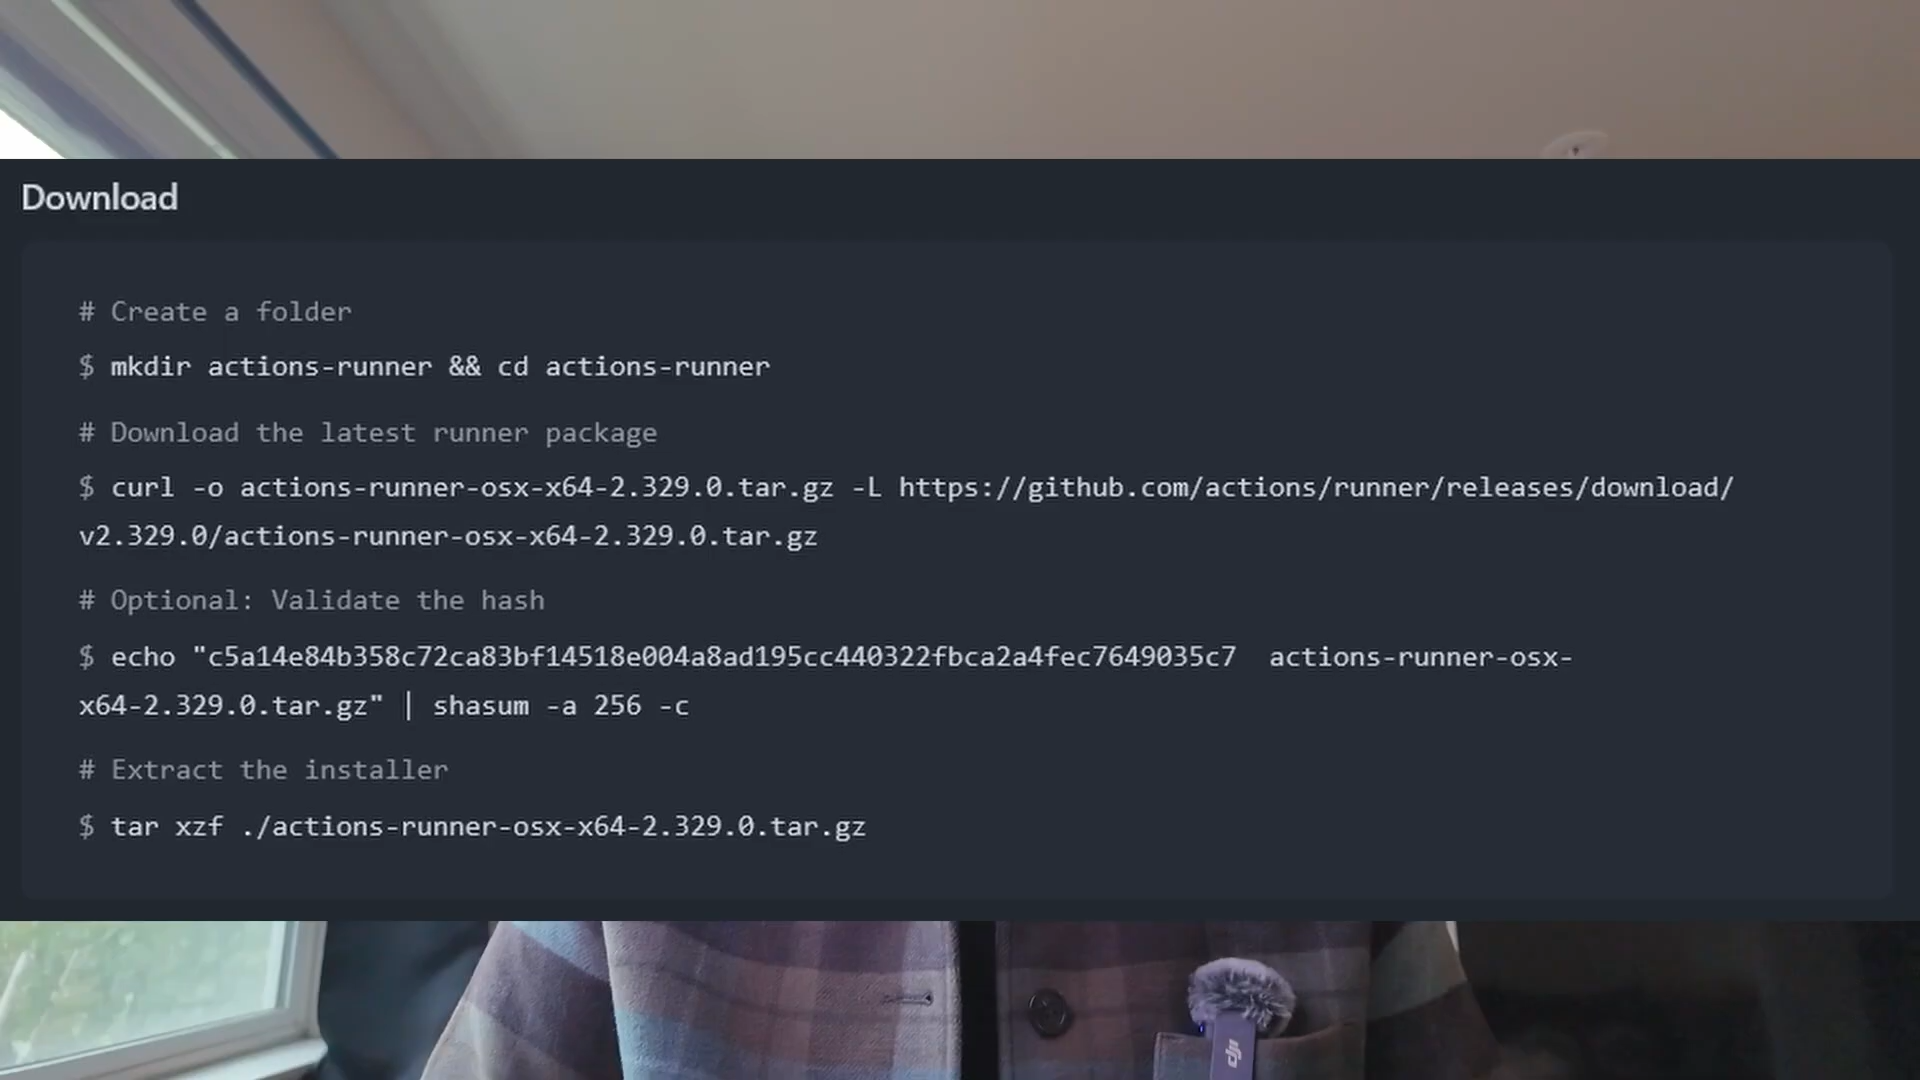 Download
# Create a folder
$ mkdir actions-runner && cd actions-runner
# Download the latest runner package
$ curl -o actions-runner-osx-x64-2.329.0.tar.gz -L https://github.com/actions/runner/releases/download/
v2.329.0/actions-runner-osx-x64-2.329.0.tar.gz
# Optional: Validate the hash
$ echo "c5a14e84b358c72ca83bf14518e004a8ad195cc440322fbca2a4fec7649035c7  actions-runner-osx-
x64-2.329.0.tar.gz" | shasum -a 256 -c
# Extract the installer
$ tar xzf ./actions-runner-osx-x64-2.329.0.tar.gz
dji